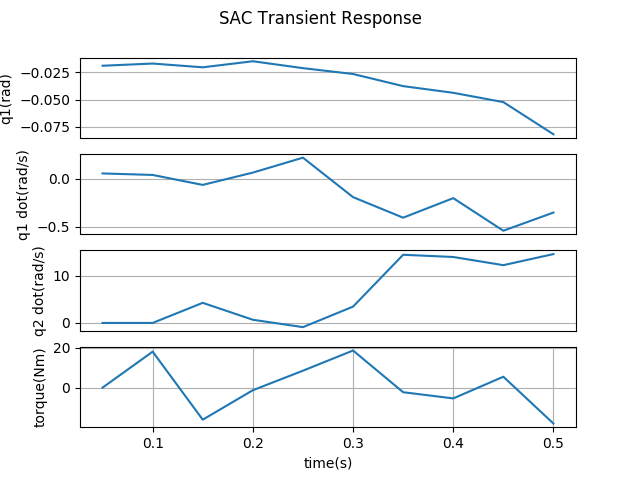 SAC Transient Response
−0.025
−0.050
−0.075
q1(rad)
0.0
−0.5
q1 dot(rad/s)
10
0
q2 dot(rad/s)
20
0
torque(Nm)
0.1 0.2 0.3 0.4 0.5
time(s)